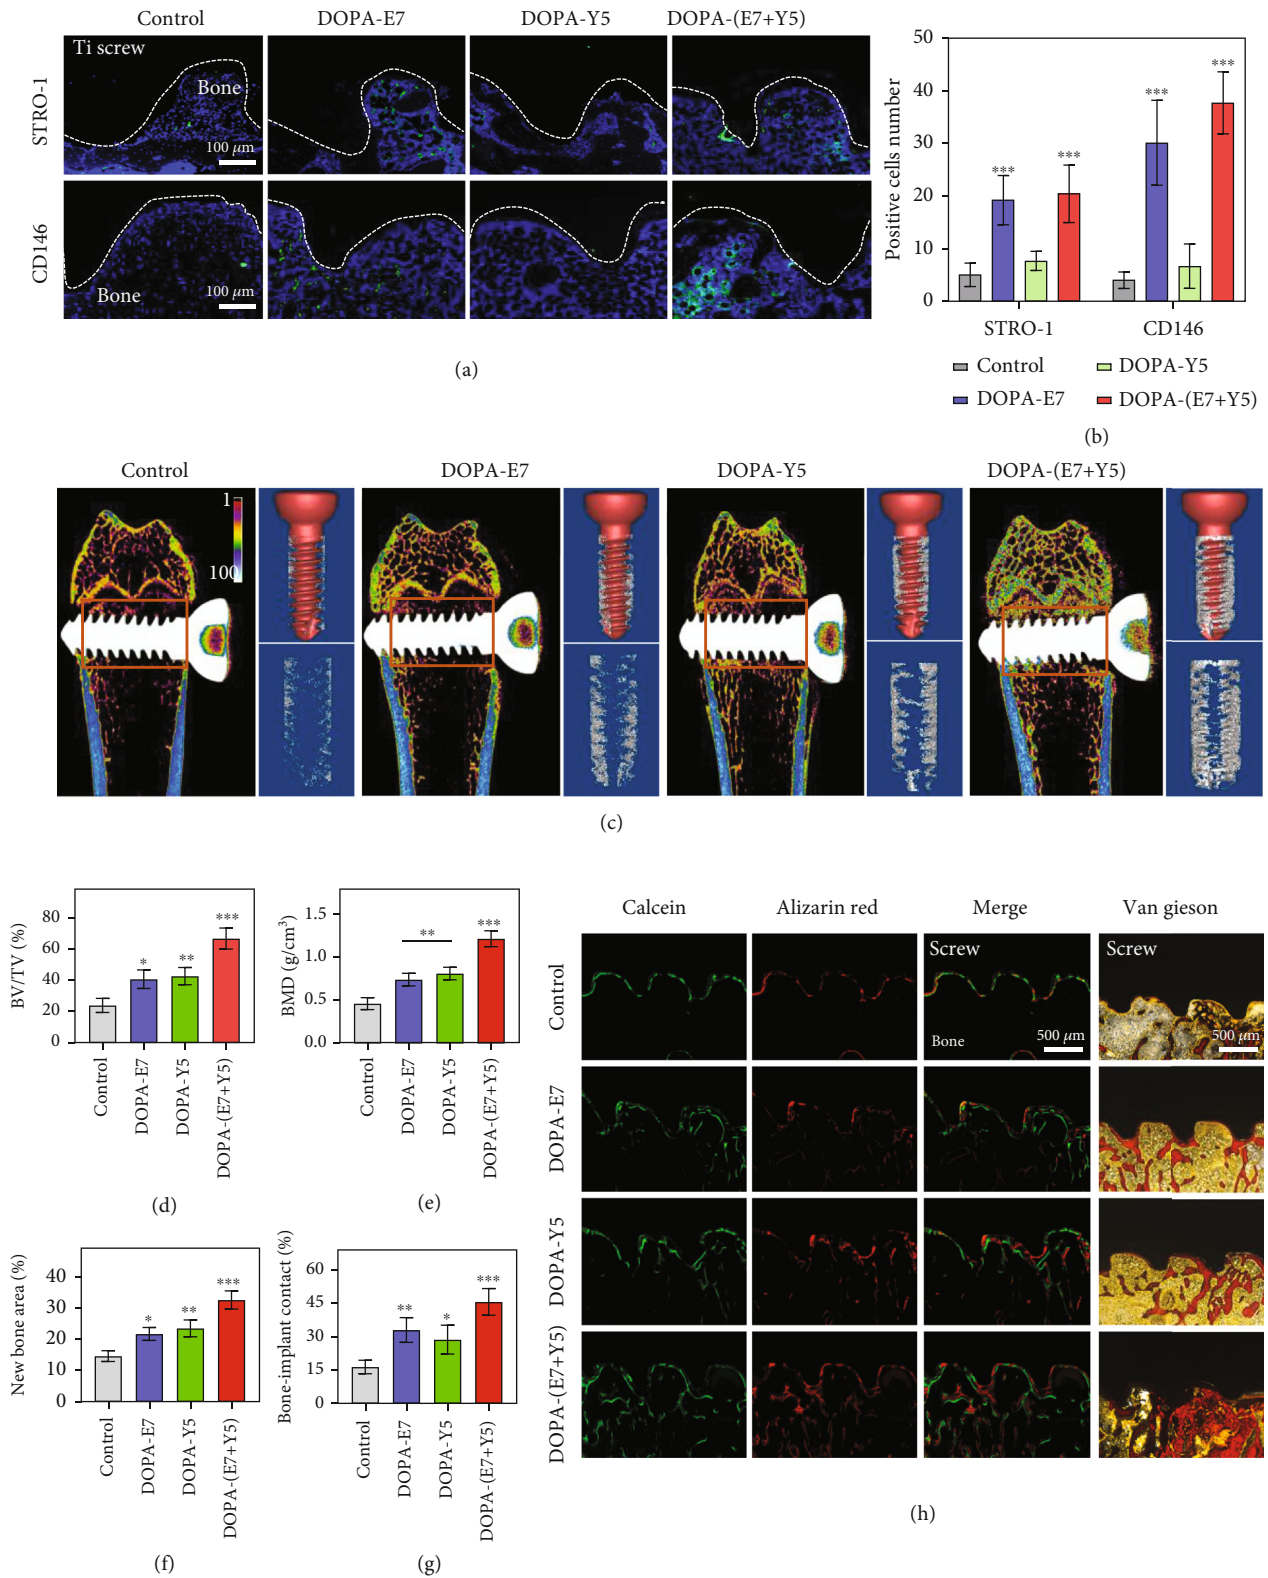 Control DOPA-E7 DOPA-Y5 DOPA-(E7+Y5)
STRO-1
Ti screw
Bone
100 μm
CD146
Bone
100 μm
(a)
Positive cells number
50
40
30
20
10
0
***
***
***
***
STRO-1 CD146
Control DOPA-Y5
DOPA-E7 DOPA-(E7+Y5)
(b)
Control DOPA-E7 DOPA-Y5 DOPA-(E7+Y5)
1
100
(c)
BV/TV (%)
80
60
40
20
0
*
**
***
Control
DOPA-E7
DOPA-Y5
DOPA-(E7+Y5)
(d)
BMD (g/cm³)
1.5
1.0
0.5
0.0
**
***
Control
DOPA-E7
DOPA-Y5
DOPA-(E7+Y5)
(e)
New bone area (%)
40
30
20
10
0
*
**
***
Control
DOPA-E7
DOPA-Y5
DOPA-(E7+Y5)
(f)
Bone-implant contact (%)
60
45
30
15
0
**
*
***
Control
DOPA-E7
DOPA-Y5
DOPA-(E7+Y5)
(g)
Calcein Alizarin red Merge Van gieson
Control
Screw
Bone
500 μm
Screw
500 μm
DOPA-E7
DOPA-Y5
DOPA-(E7+Y5)
(h)